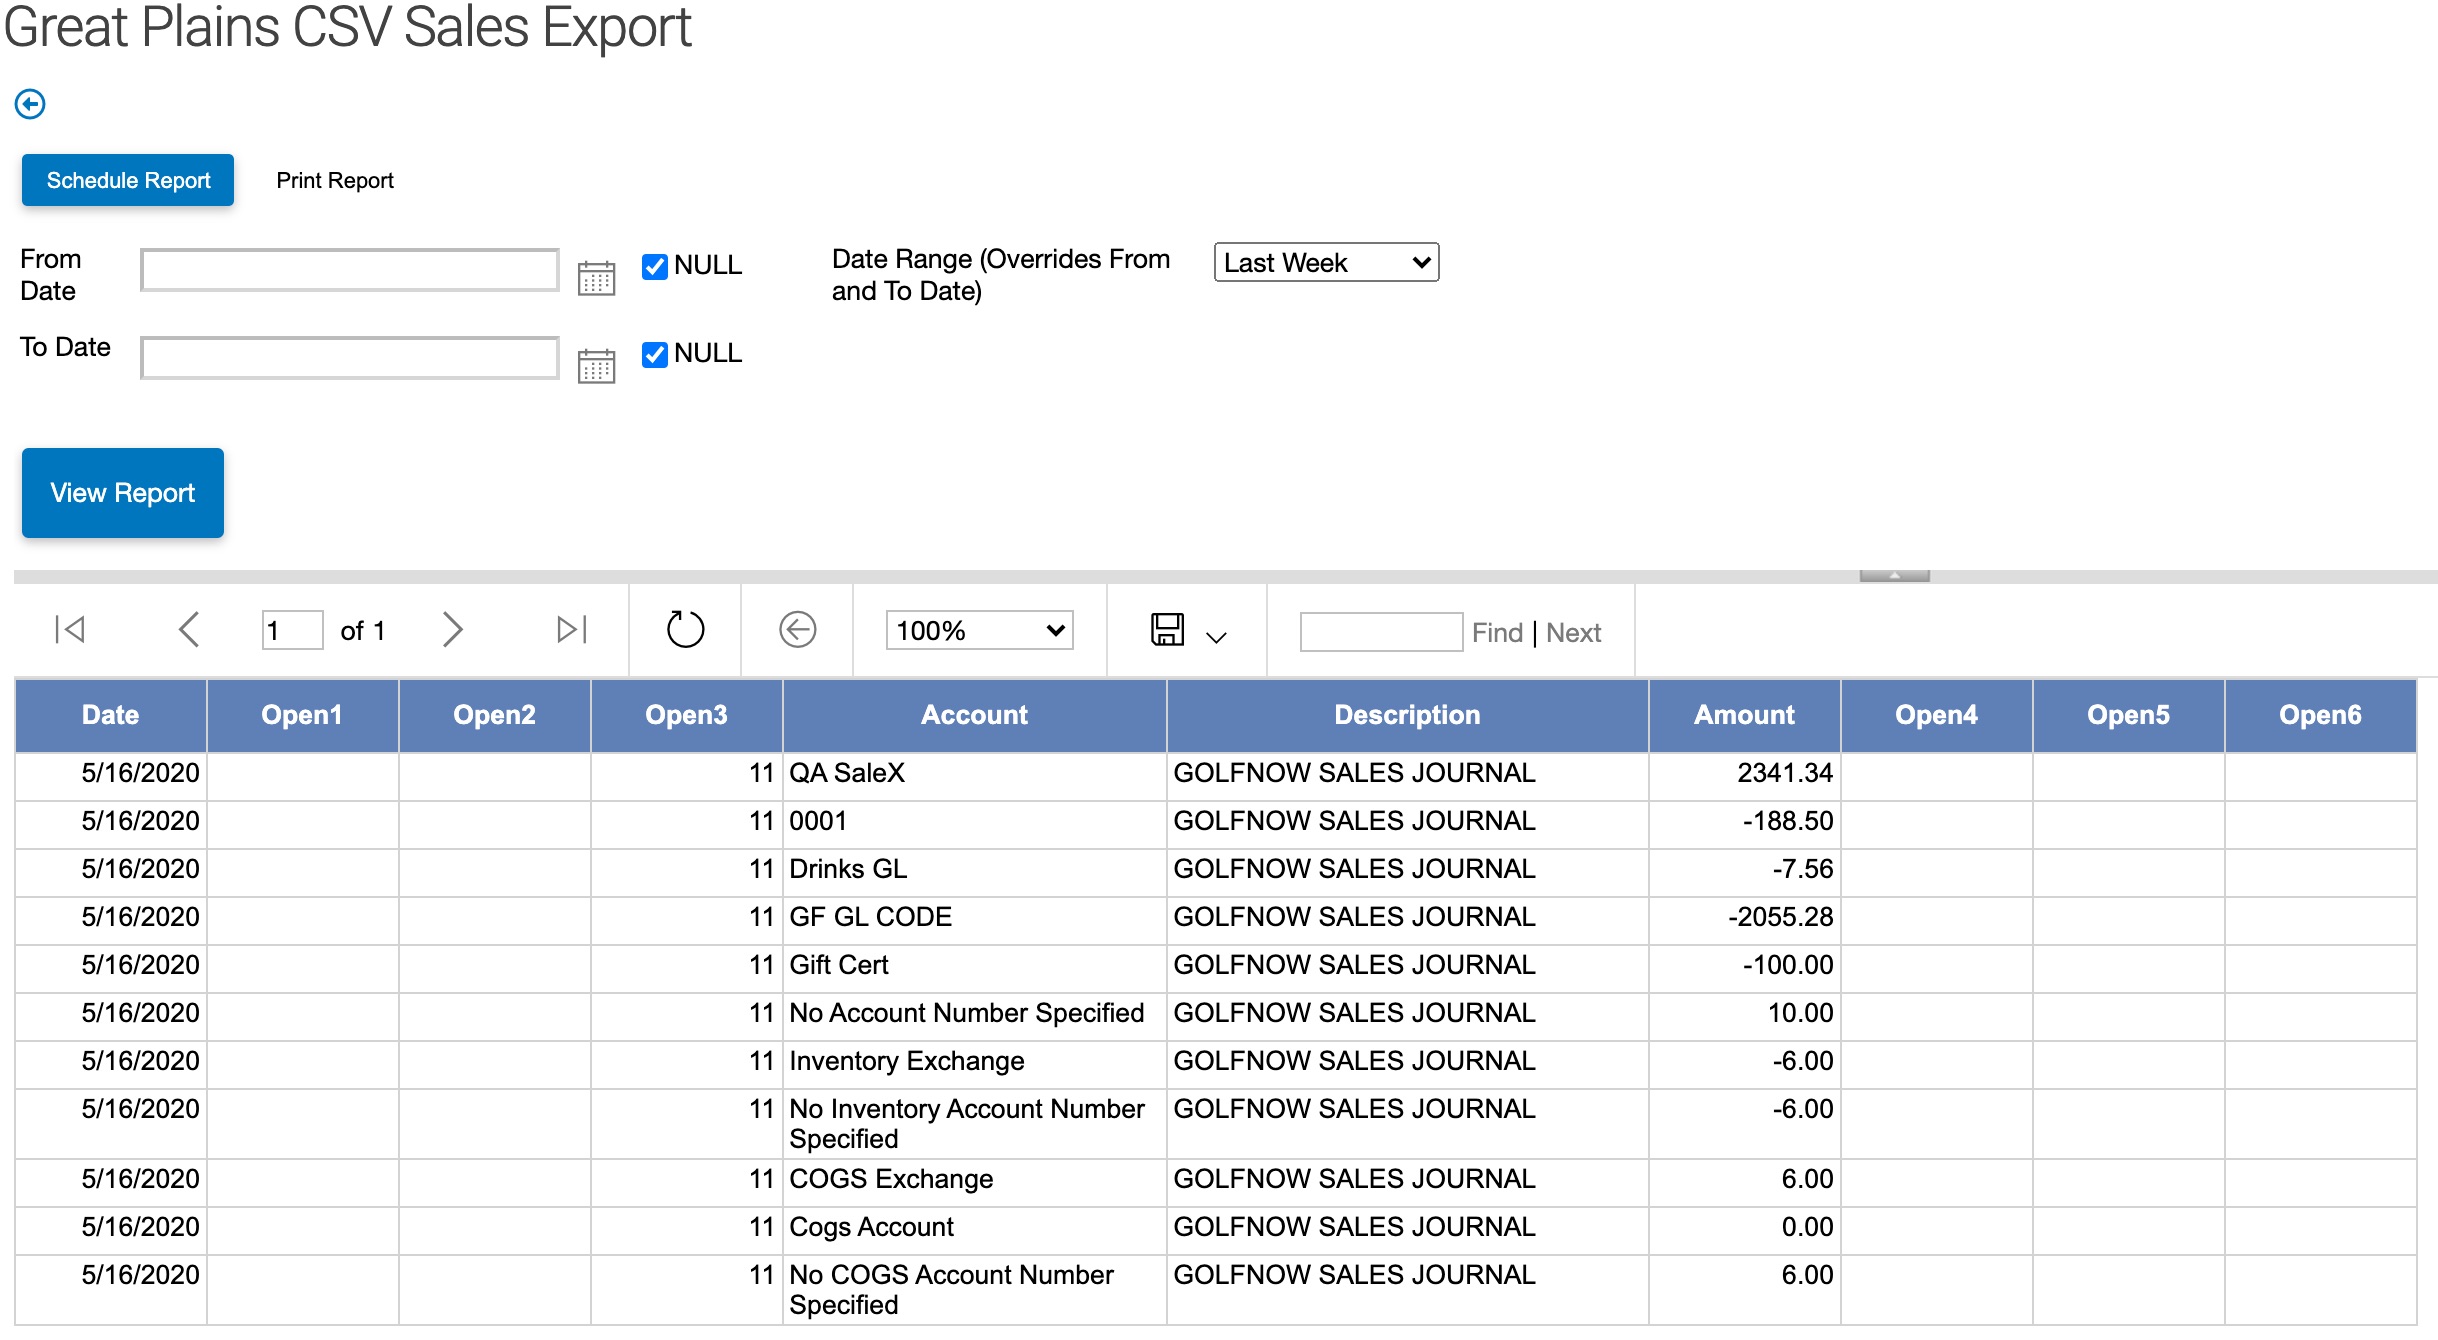 Great Plains CSV Sales Export
Schedule Report Print Report
From Date NULL Date Range (Overrides From and To Date) Last Week
To Date NULL
View Report
1 of 1 100% Find | Next
Date Open1 Open2 Open3 Account Description Amount Open4 Open5 Open6
5/16/2020 11 QA SaleX GOLFNOW SALES JOURNAL 2341.34
5/16/2020 11 0001 GOLFNOW SALES JOURNAL -188.50
5/16/2020 11 Drinks GL GOLFNOW SALES JOURNAL -7.56
5/16/2020 11 GF GL CODE GOLFNOW SALES JOURNAL -2055.28
5/16/2020 11 Gift Cert GOLFNOW SALES JOURNAL -100.00
5/16/2020 11 No Account Number Specified GOLFNOW SALES JOURNAL 10.00
5/16/2020 11 Inventory Exchange GOLFNOW SALES JOURNAL -6.00
5/16/2020 11 No Inventory Account Number Specified GOLFNOW SALES JOURNAL -6.00
5/16/2020 11 COGS Exchange GOLFNOW SALES JOURNAL 6.00
5/16/2020 11 Cogs Account GOLFNOW SALES JOURNAL 0.00
5/16/2020 11 No COGS Account Number Specified GOLFNOW SALES JOURNAL 6.00